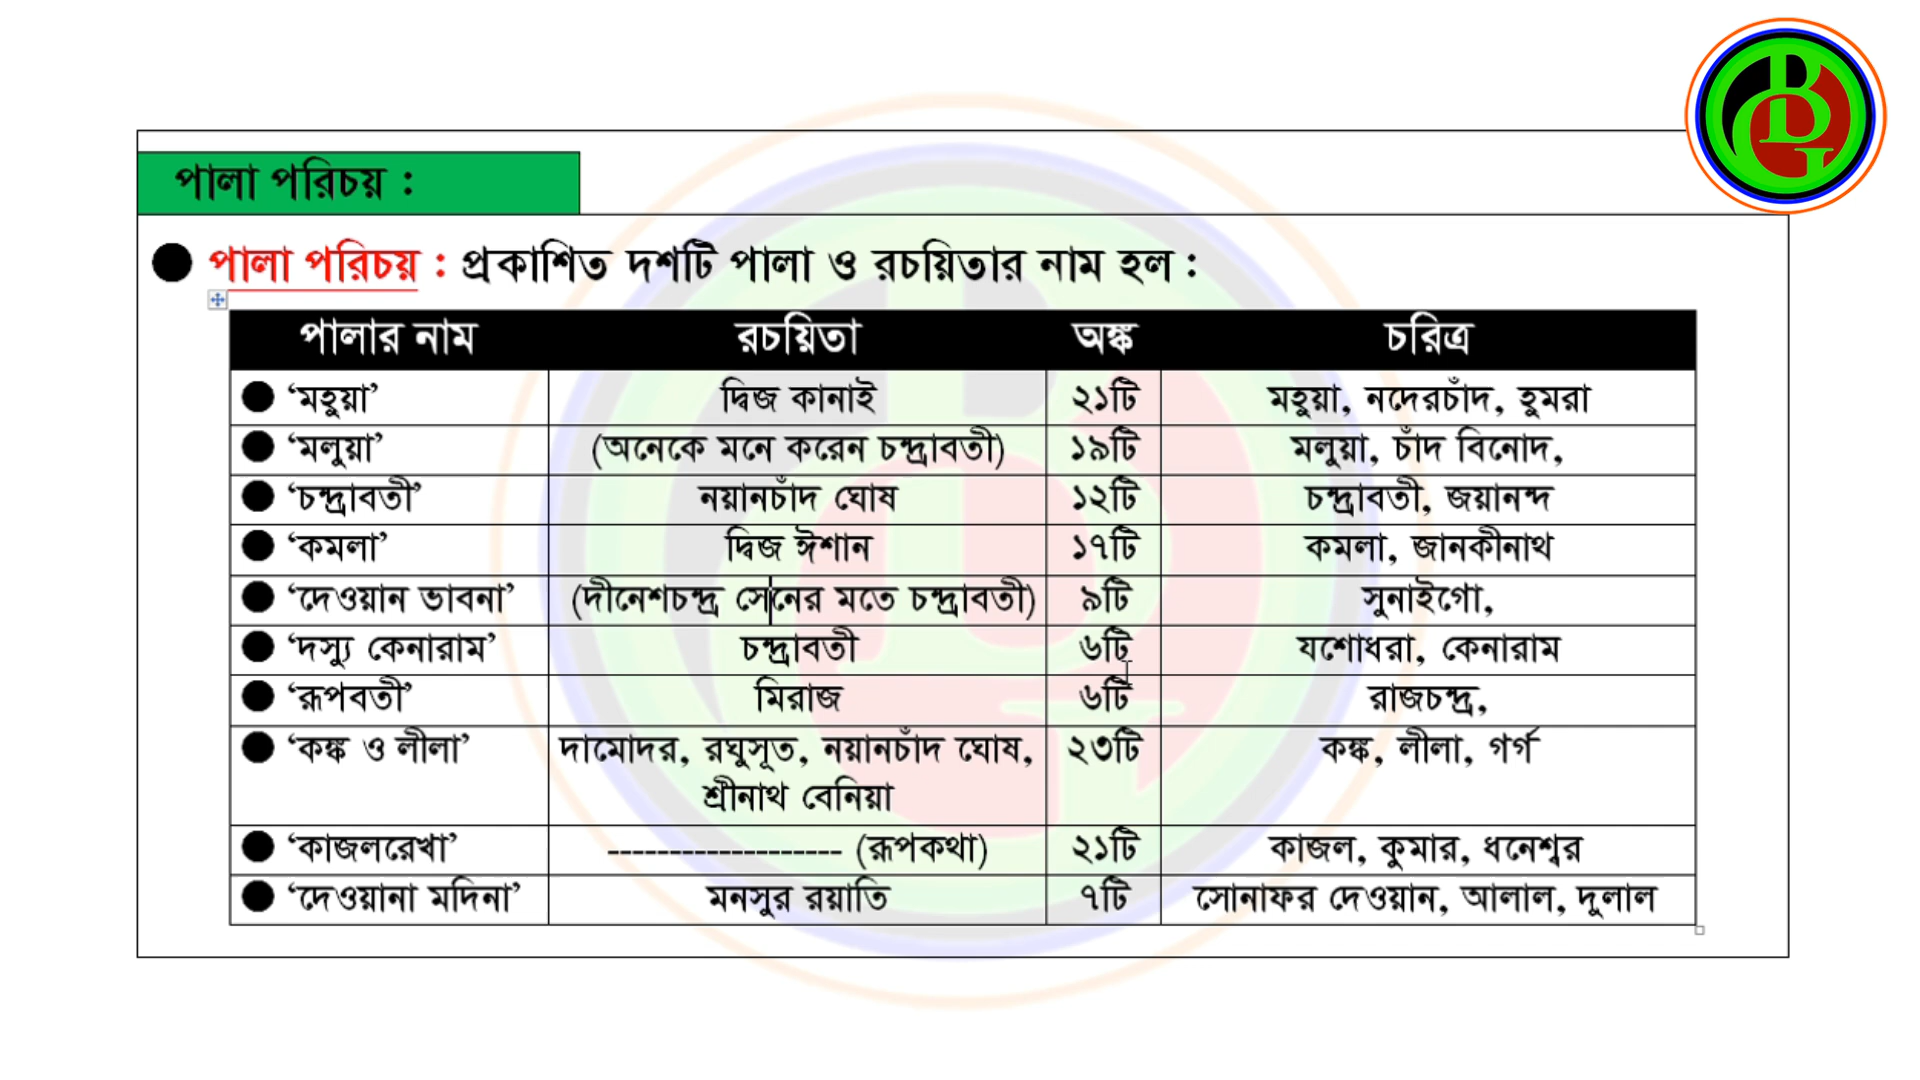 পালা পরিচয় :
● পালা পরিচয় : প্রকাশিত দশটি পালা ও রচয়িতার নাম হল :
পালার নাম রচয়িতা অঙ্ক চরিত্র
● ‘মহুয়া’ দ্বিজ কানাই ২১টি মহুয়া, নদেরচাঁদ, হুমরা
● ‘মলুয়া’ (অনেকে মনে করেন চন্দ্রাবতী) ১৯টি মলুয়া, চাঁদ বিনোদ,
● ‘চন্দ্রাবতী’ নয়ানচাঁদ ঘোষ ১২টি চন্দ্রাবতী, জয়ানন্দ
● ‘কমলা’ দ্বিজ ঈশান ১৭টি কমলা, জানকীনাথ
● ‘দেওয়ান ভাবনা’ (দীনেশচন্দ্র সেনের মতে চন্দ্রাবতী) ৯টি সুনাইগো,
● ‘দস্যু কেনারাম’ চন্দ্রাবতী ৬টি যশোধরা, কেনারাম
● ‘রূপবতী’ মিরাজ ৬টি রাজচন্দ্র,
● ‘কঙ্ক ও লীলা’ দামোদর, রঘুসূত, নয়ানচাঁদ ঘোষ, ২৩টি কঙ্ক, লীলা, গর্গ
শ্রীনাথ বেনিয়া
● ‘কাজলরেখা’ ------------------- (রূপকথা) ২১টি কাজল, কুমার, ধনেশ্বর
● ‘দেওয়ানা মদিনা’ মনসুর রয়াতি ৭টি সোনাফর দেওয়ান, আলাল, দুলাল